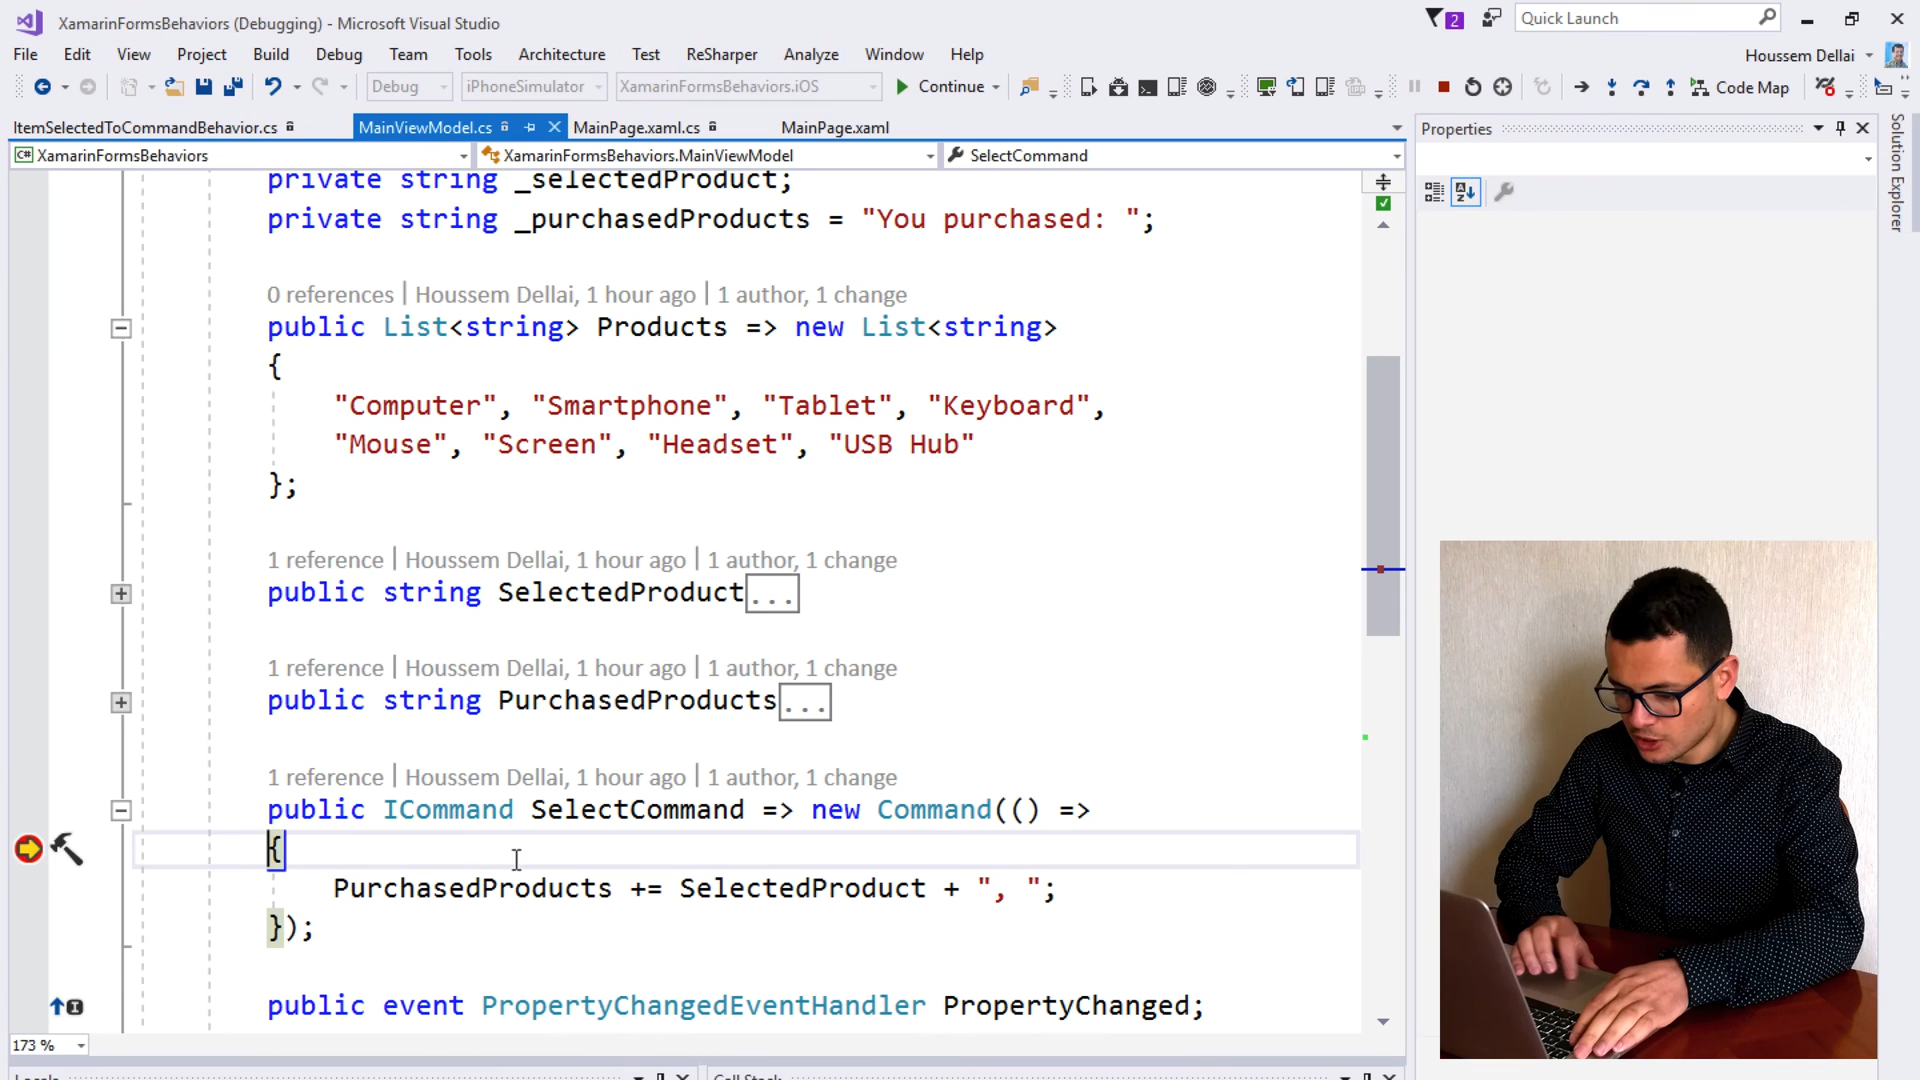 XamarinFormsBehaviors (Debugging) - Microsoft Visual Studio
2
Quick Launch
File Edit View Project Build Debug Team Tools Architecture Test ReSharper Analyze Window Help
Houssem Dellai
Debug iPhoneSimulator XamarinFormsBehaviors.iOS Continue Code Map
ItemSelectedToCommandBehavior.cs MainViewModel.cs MainPage.xaml.cs MainPage.xaml
Properties
XamarinFormsBehaviors XamarinFormsBehaviors.MainViewModel SelectCommand
Solution Explorer
private string _selectedProduct;
private string _purchasedProducts = "You purchased: ";
0 references | Houssem Dellai, 1 hour ago | 1 author, 1 change
public List<string> Products => new List<string>
{
"Computer", "Smartphone", "Tablet", "Keyboard",
"Mouse", "Screen", "Headset", "USB Hub"
};
1 reference | Houssem Dellai, 1 hour ago | 1 author, 1 change
public string SelectedProduct...
1 reference | Houssem Dellai, 1 hour ago | 1 author, 1 change
public string PurchasedProducts...
1 reference | Houssem Dellai, 1 hour ago | 1 author, 1 change
public ICommand SelectCommand => new Command(() =>
{
PurchasedProducts += SelectedProduct + ", ";
});
public event PropertyChangedEventHandler PropertyChanged;
173 %
Locals Call Stack